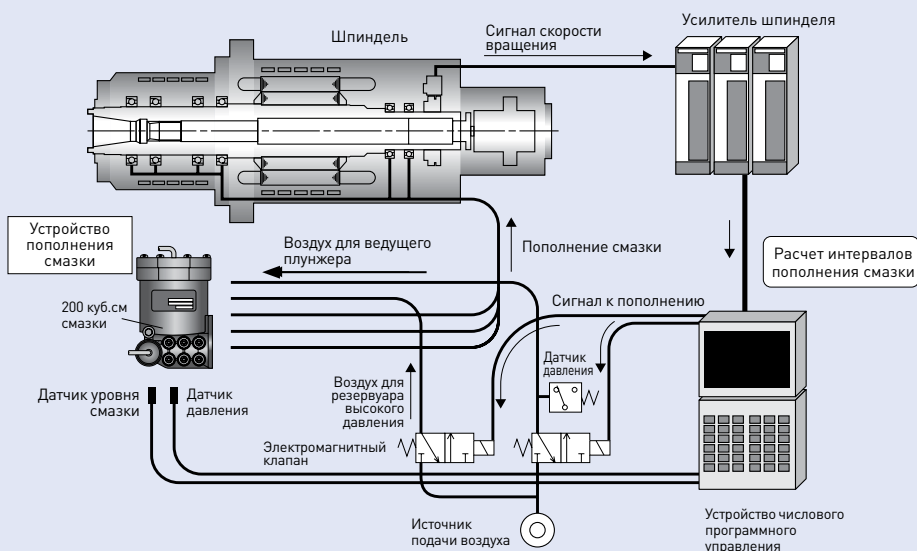 Шпиндель
Сигнал скорости
вращения
Усилитель шпинделя
Устройство
пополнения
смазки
Воздух для ведущего
плунжера
Пополнение смазки
Расчет интервалов
пополнения смазки
200 куб.см
смазки
Сигнал к пополнению
Датчик
давления
Воздух для
резервуара
высокого
давления
Датчик уровня
смазки
Датчик
давления
Электромагнитный
клапан
Источник
подачи воздуха
Устройство числового
программного
управления